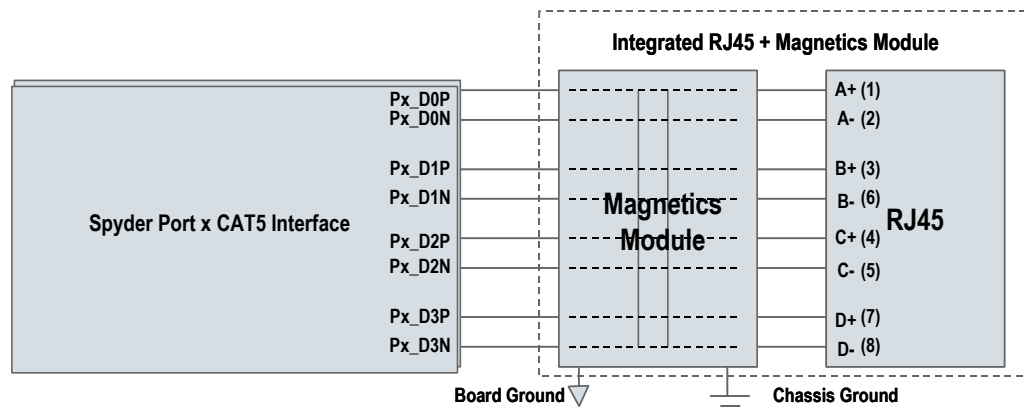 Integrated RJ45 + Magnetics Module
Px_D0P
Px_D0N
Px_D1P
Px_D1N
Px_D2P
Px_D2N
Px_D3P
Px_D3N
Spyder Port x CAT5 Interface
Magnetics
Module
A+ (1)
A- (2)
B+ (3)
B- (6)
C+ (4)
C- (5)
D+ (7)
D- (8)
RJ45
Board Ground
Chassis Ground